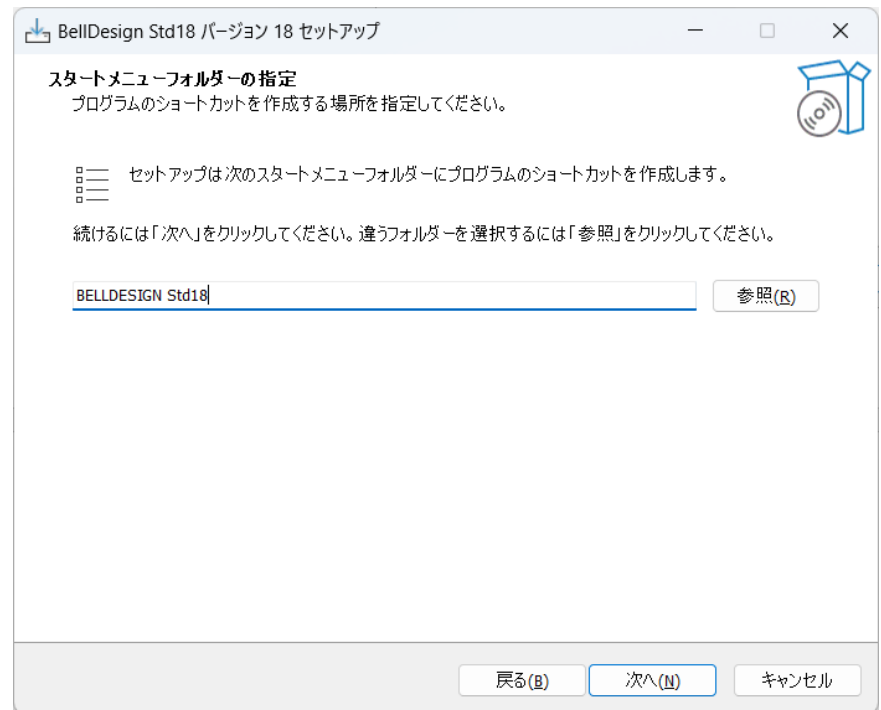 BellDesign Std18 バージョン 18 セットアップ
スタートメニューフォルダーの指定
プログラムのショートカットを作成する場所を指定してください。
セットアップは次のスタートメニューフォルダーにプログラムのショートカットを作成します。
続けるには「次へ」をクリックしてください。違うフォルダーを選択するには「参照」をクリックしてください。
BELLDESIGN Std18 参照(R)
戻る(B) 次へ(N) キャンセル